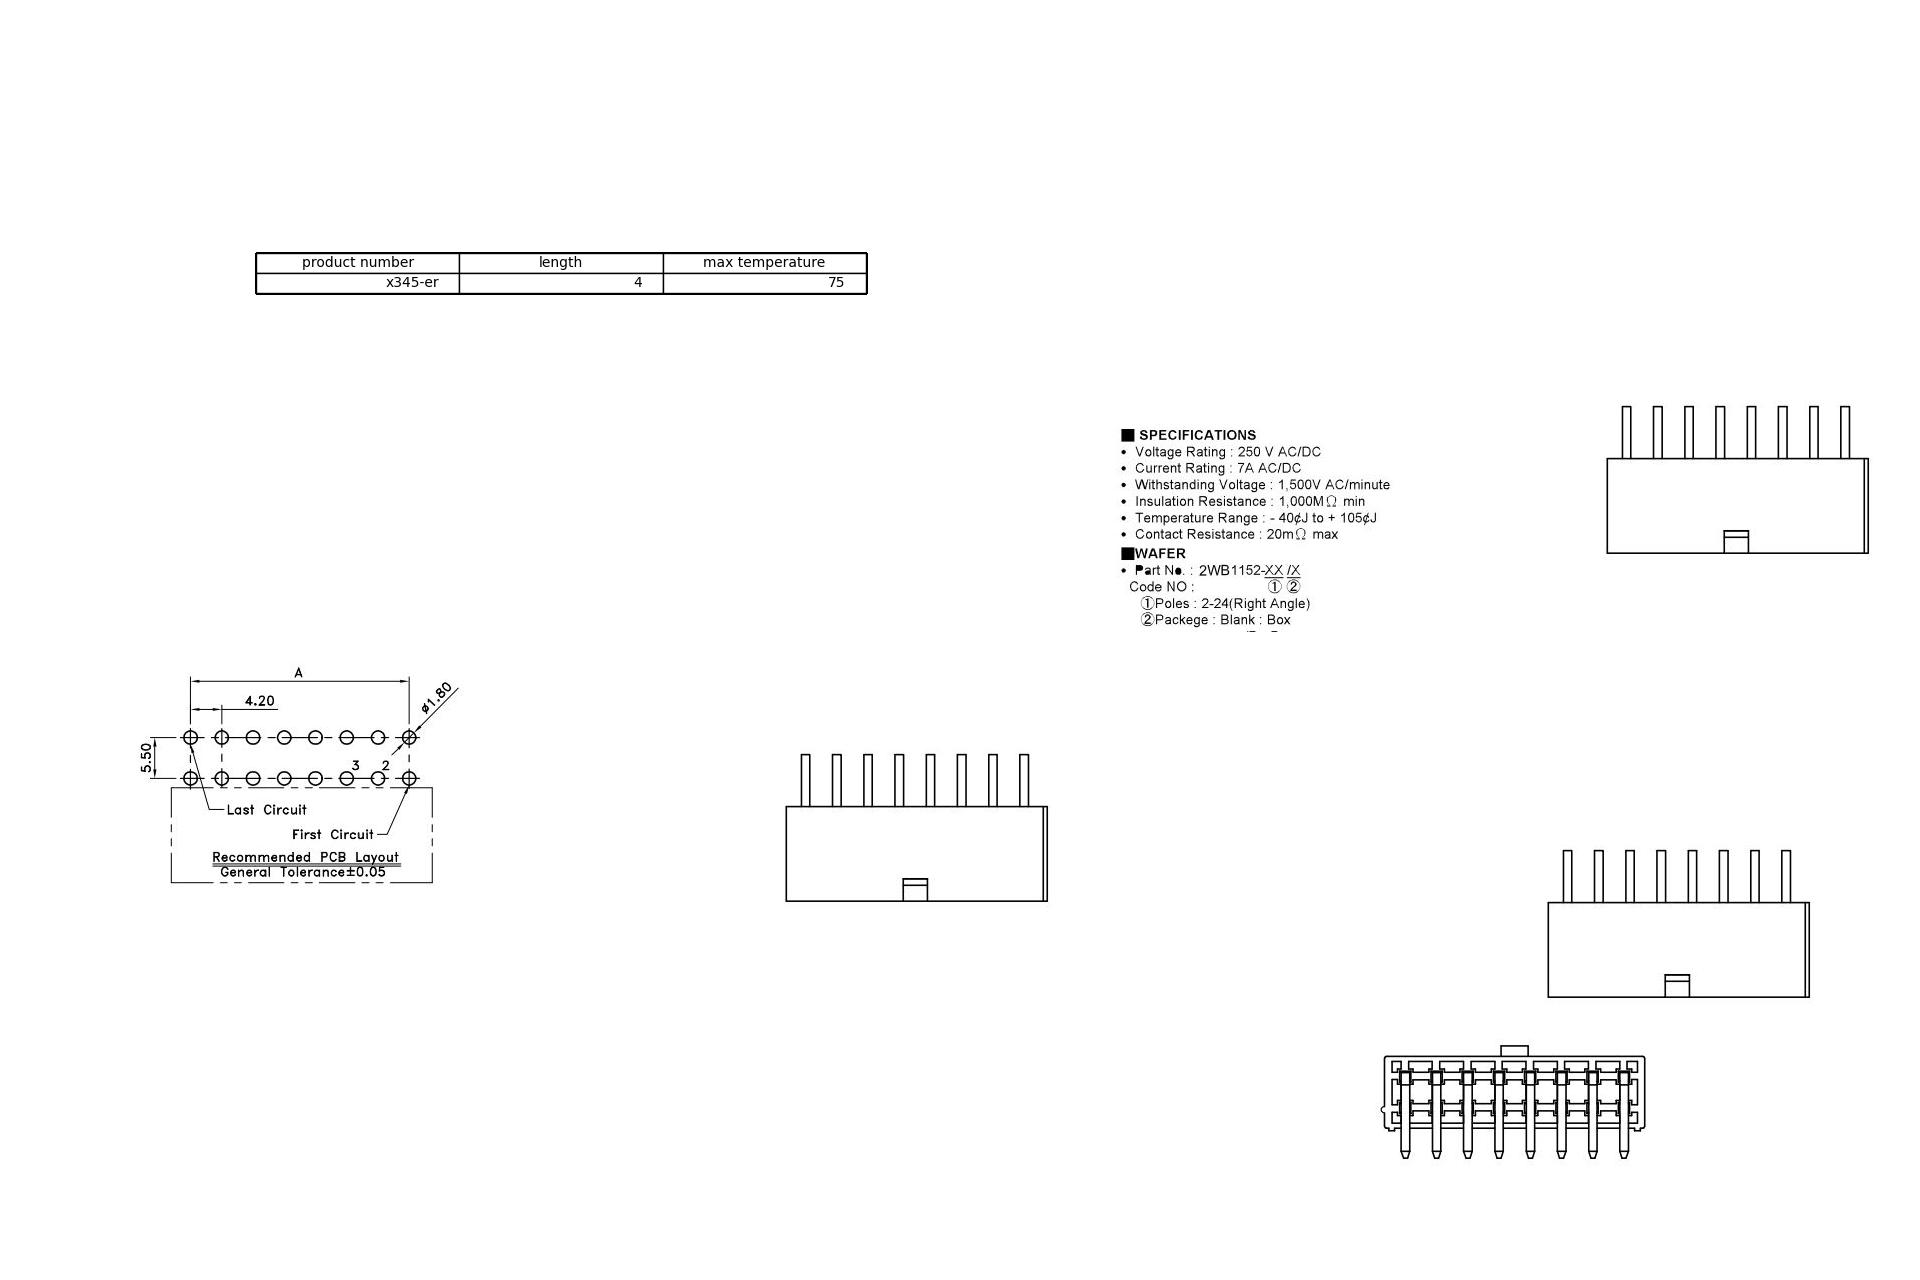 product number length max temperature
x345-er 4 75
■ SPECIFICATIONS
• Voltage Rating : 250 V AC/DC
• Current Rating : 7A AC/DC
• Withstanding Voltage : 1,500V AC/minute
• Insulation Resistance : 1,000MΩ min
• Temperature Range : - 40¢J to + 105¢J
• Contact Resistance : 20mΩ max
■WAFER
• Part No. : 2WB1152-XX /X
Code NO : ① ②
①Poles : 2-24(Right Angle)
②Packege : Blank : Box
A
4.20
ø1.80
5.50
3 2
Last Circuit
First Circuit
Recommended PCB Layout
General Tolerance±0.05